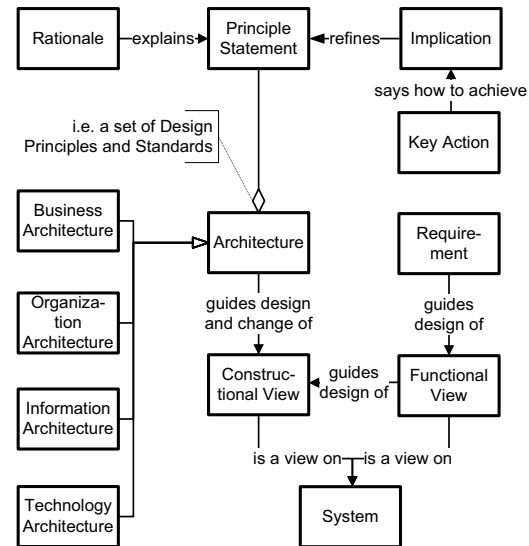 Rationale
explains
Principle
Statement
refines
Implication
says how to achieve
Key Action
i.e. a set of Design
Principles and Standards
Business
Architecture
Organiza-
tion
Architecture
Information
Architecture
Technology
Architecture
Architecture
Require-
ment
guides design
and change of
guides
design of
Construc-
tional View
guides
design of
Functional
View
is a view on
is a view on
System